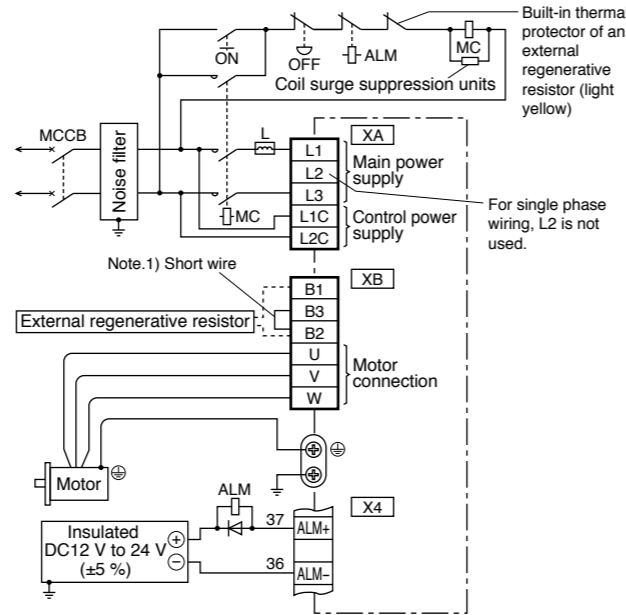 Built-in thermal
protector of an
external
regenerative
resistor (light
yellow)
ON
OFF
ALM
MC
Coil surge suppression units
MCCB
Noise filter
L
MC
XA
L1
L2
L3
L1C
L2C
Main power
supply
Control power
supply
For single phase
wiring, L2 is not
used.
Note.1) Short wire
External regenerative resistor
XB
B1
B3
B2
U
V
W
Motor
connection
Motor
ALM
X4
37
ALM+
36
ALM−
Insulated
DC12 V to 24 V
(±5 %)
+
−